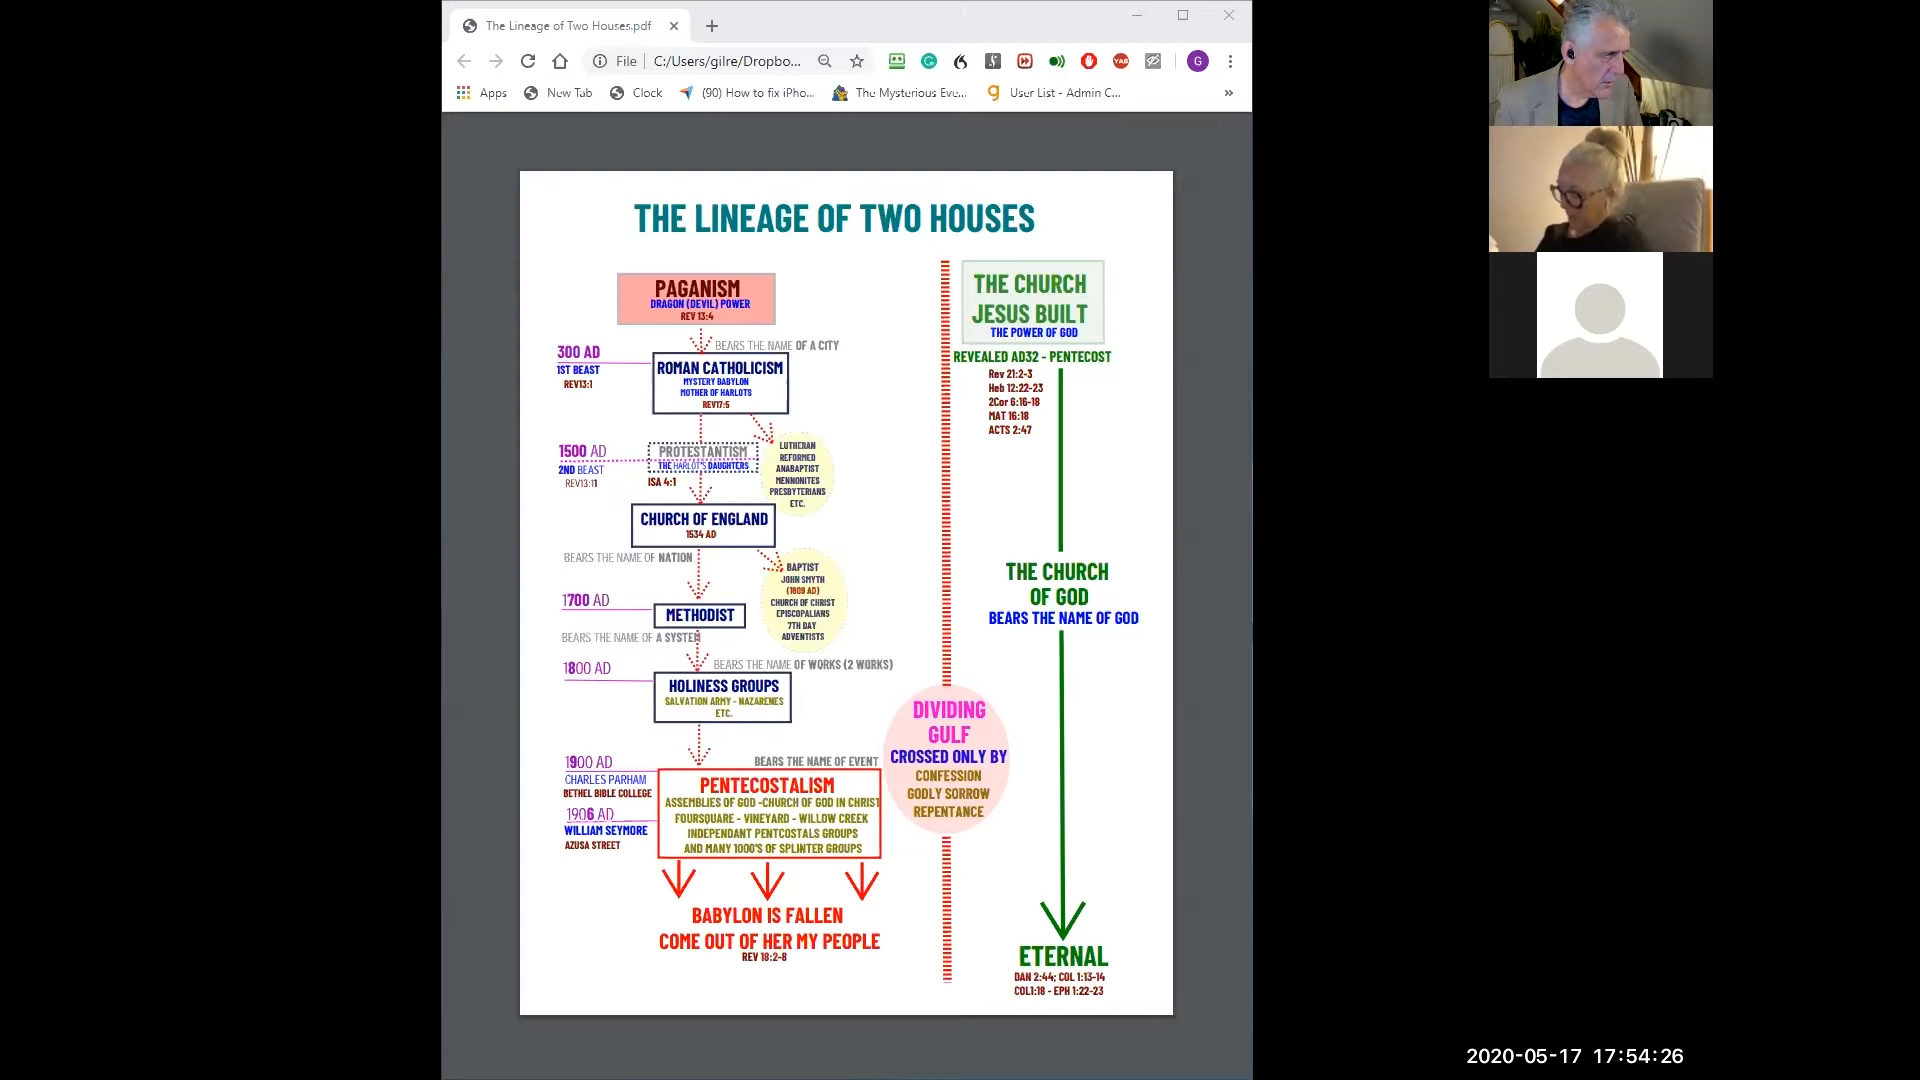 The Lineage of Two Houses.pdf
File
C:/Users/gilre/Dropbo...
G
Apps
New Tab
Clock
(90) How to fix iPho...
The Mysterious Eve...
User List - Admin C...
»
THE LINEAGE OF TWO HOUSES
PAGANISM
DRAGON (DEVIL) POWER
REV 13:4
BEARS THE NAME OF A CITY
300 AD
1ST BEAST
REV13:1
ROMAN CATHOLICISM
MYSTERY BABYLON
MOTHER OF HARLOTS
REV17:5
1500 AD
2ND BEAST
REV13:11
PROTESTANTISM
THE HARLOT'S DAUGHTERS
ISA 4:1
LUTHERAN
REFORMED
ANABAPTIST
MENNONITES
PRESBYTERIANS
ETC.
CHURCH OF ENGLAND
1534 AD
BEARS THE NAME OF NATION
BAPTIST
JOHN SMYTH
(1609 AD)
CHURCH OF CHRIST
EPISCOPALIANS
7TH DAY
ADVENTISTS
1700 AD
METHODIST
BEARS THE NAME OF A SYSTEM
1800 AD
BEARS THE NAME OF WORKS (2 WORKS)
HOLINESS GROUPS
SALVATION ARMY - NAZARENES
ETC.
1900 AD
CHARLES PARHAM
BETHEL BIBLE COLLEGE
1906 AD
WILLIAM SEYMORE
AZUSA STREET
BEARS THE NAME OF EVENT
PENTECOSTALISM
ASSEMBLIES OF GOD -CHURCH OF GOD IN CHRIST
FOURSQUARE - VINEYARD - WILLOW CREEK
INDEPENDANT PENTCOSTALS GROUPS
AND MANY 1000'S OF SPLINTER GROUPS
BABYLON IS FALLEN
COME OUT OF HER MY PEOPLE
REV 18:2-8
DIVIDING
GULF
CROSSED ONLY BY
CONFESSION
GODLY SORROW
REPENTANCE
THE CHURCH
JESUS BUILT
THE POWER OF GOD
REVEALED AD32 - PENTECOST
Rev 21:2-3
Heb 12:22-23
2Cor 6:16-18
MAT 16:18
ACTS 2:47
THE CHURCH
OF GOD
BEARS THE NAME OF GOD
ETERNAL
DAN 2:44; COL 1:13-14
COL1:18 - EPH 1:22-23
2020-05-17 17:54:26